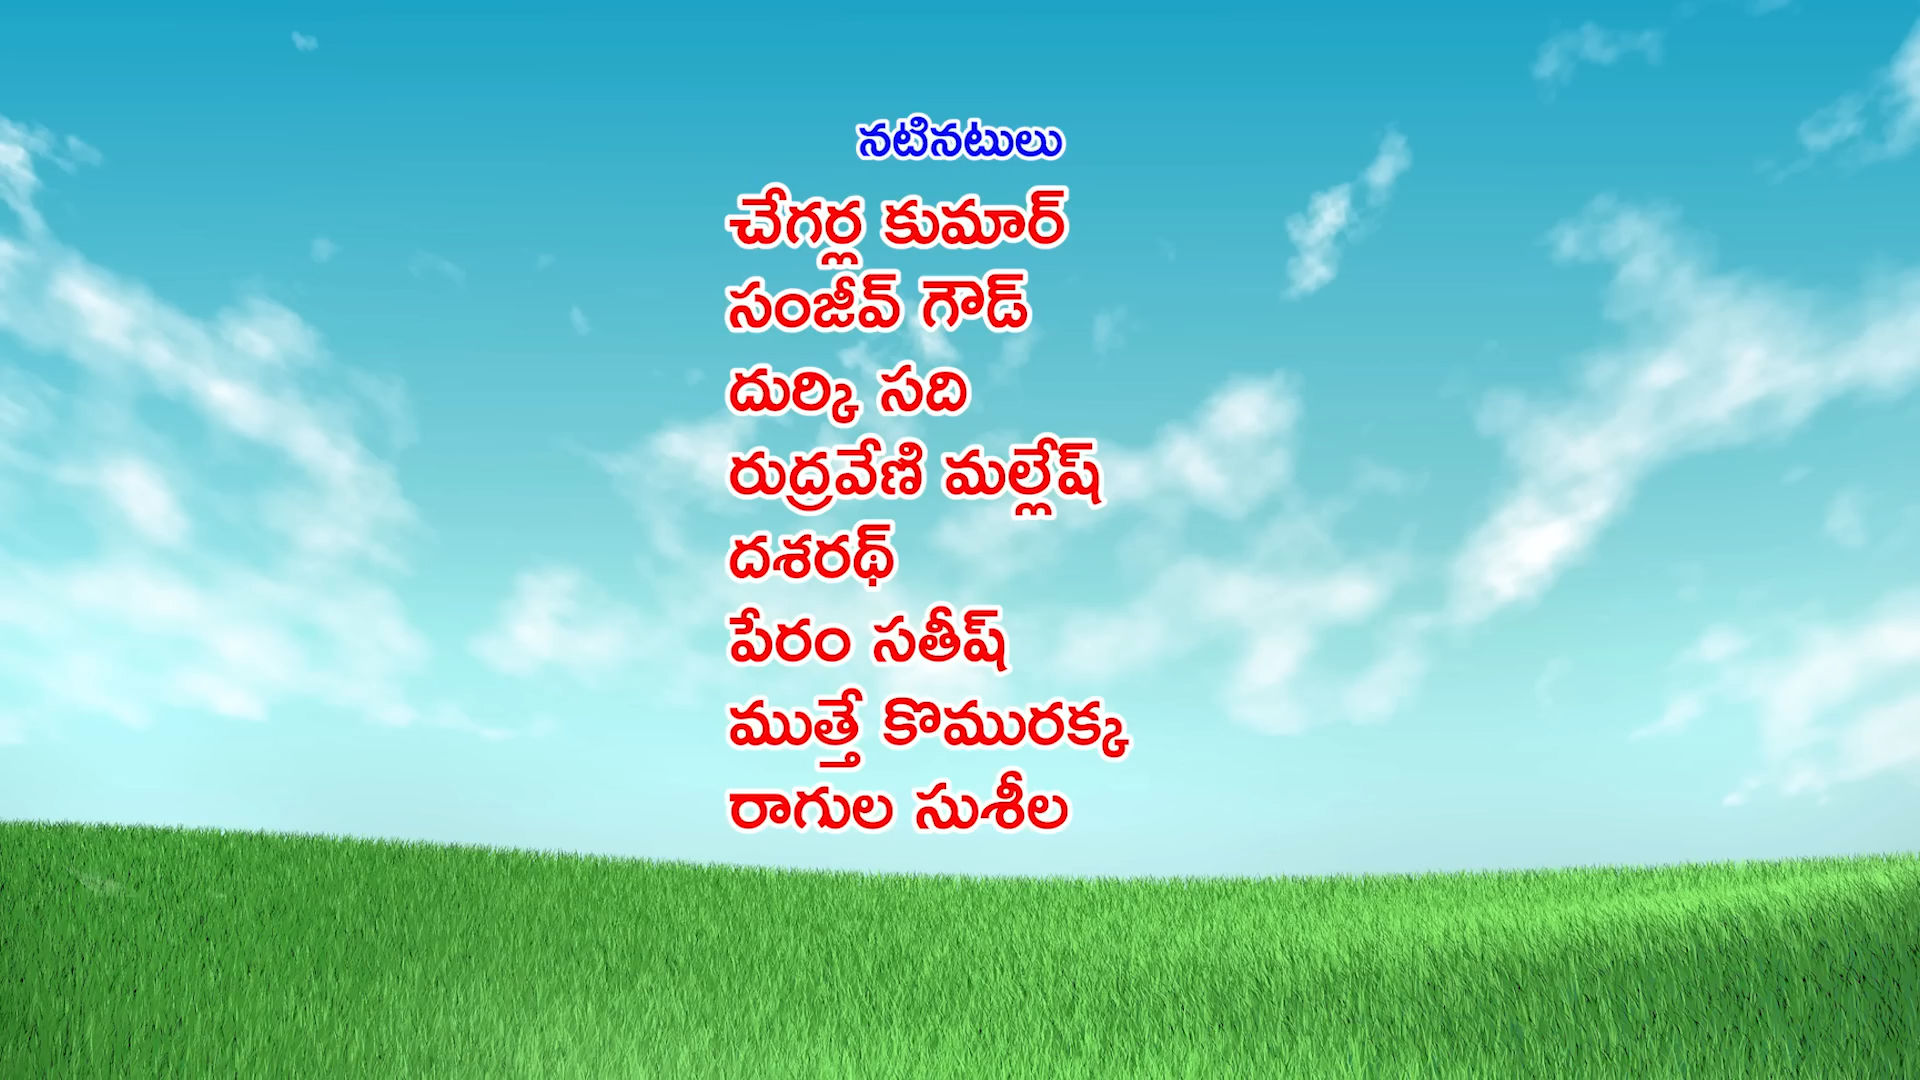 నటినటులు
చేగర్ల కుమార్
సంజీవ్ గౌడ్
దుర్కి సది
రుద్రవేణి మల్లేష్
దశరథ్
పేరం సతీష్
ముత్తే కొమురక్క
రాగుల సుశీల